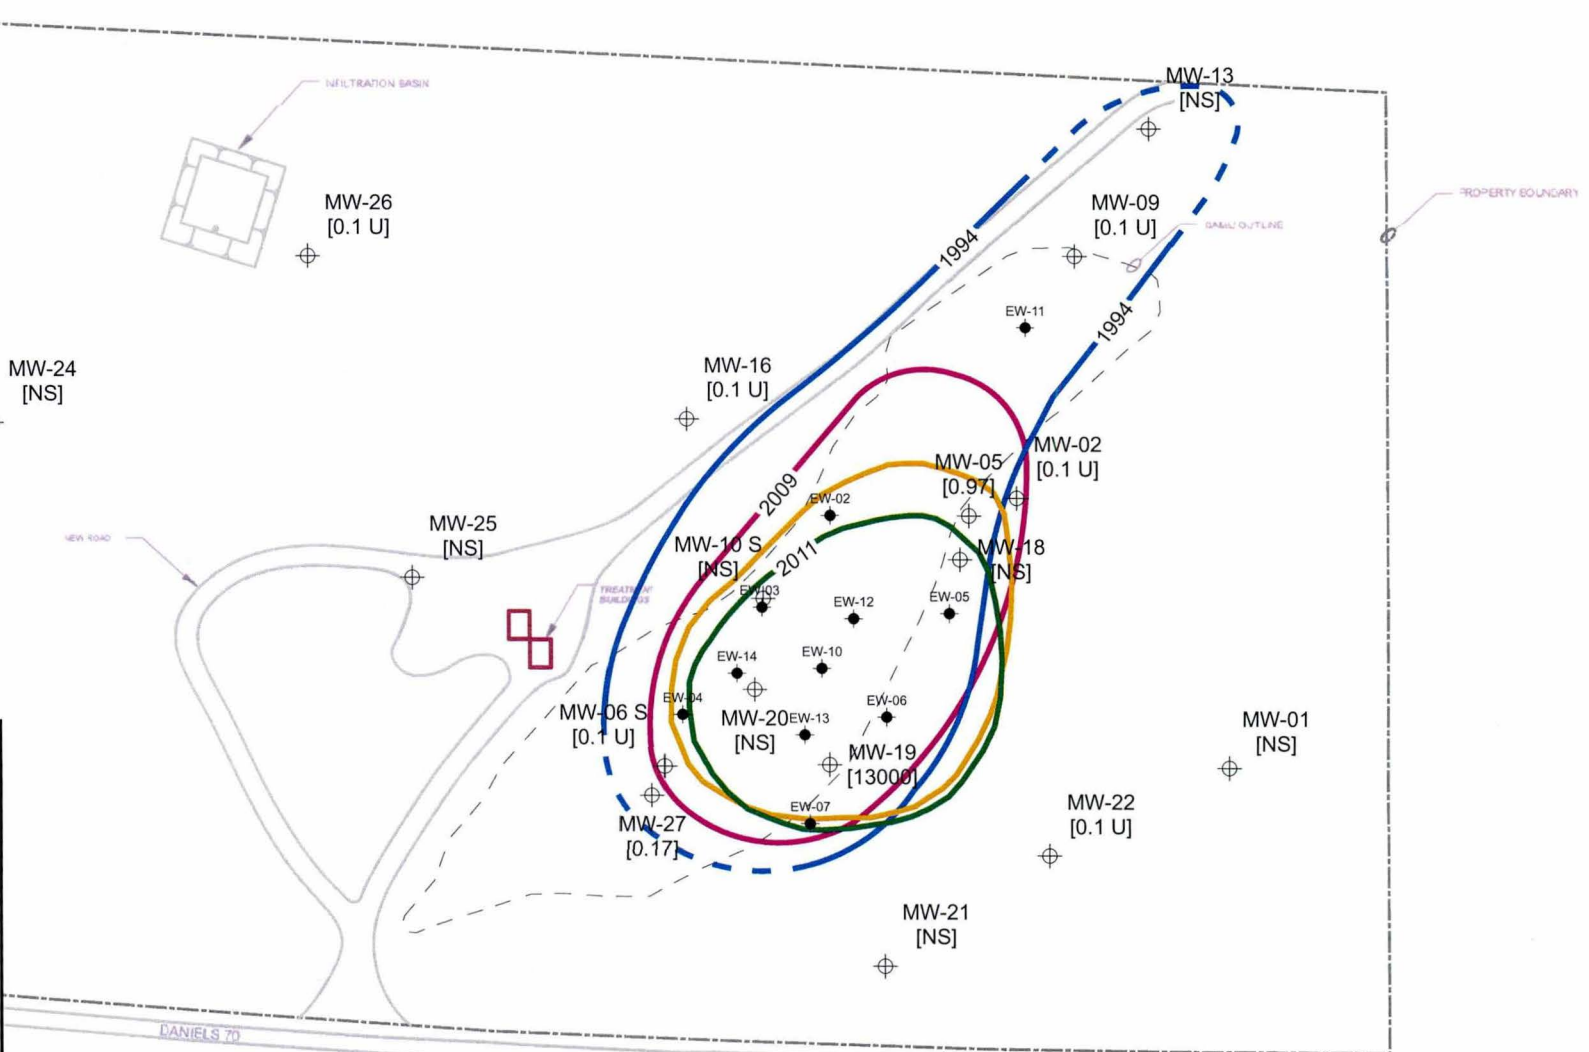 MW-13
[NS]
INFILTRATION BASIN
PROPERTY BOUNDARY
MW-26
[0.1 U]
MW-09
[0.1 U]
OUTLINE
1994
1994
EW-11
MW-24
[NS]
MW-16
[0.1 U]
MW-02
[0.1 U]
MW-05
[0.97]
2009
EW-02
MW-25
[NS]
NEW ROAD
MW-10 S
[NS]
2011
MW-18
[NS]
EW-03
TREATMENT
BUILDINGS
EW-12
EW-05
EW-14
EW-10
EW-04
EW-06
MW-06 S
[0.1 U]
MW-20
[NS]
EW-13
MW-19
[13000]
MW-01
[NS]
EW-07
MW-27
[0.17]
MW-22
[0.1 U]
MW-21
[NS]
DANIELS 70